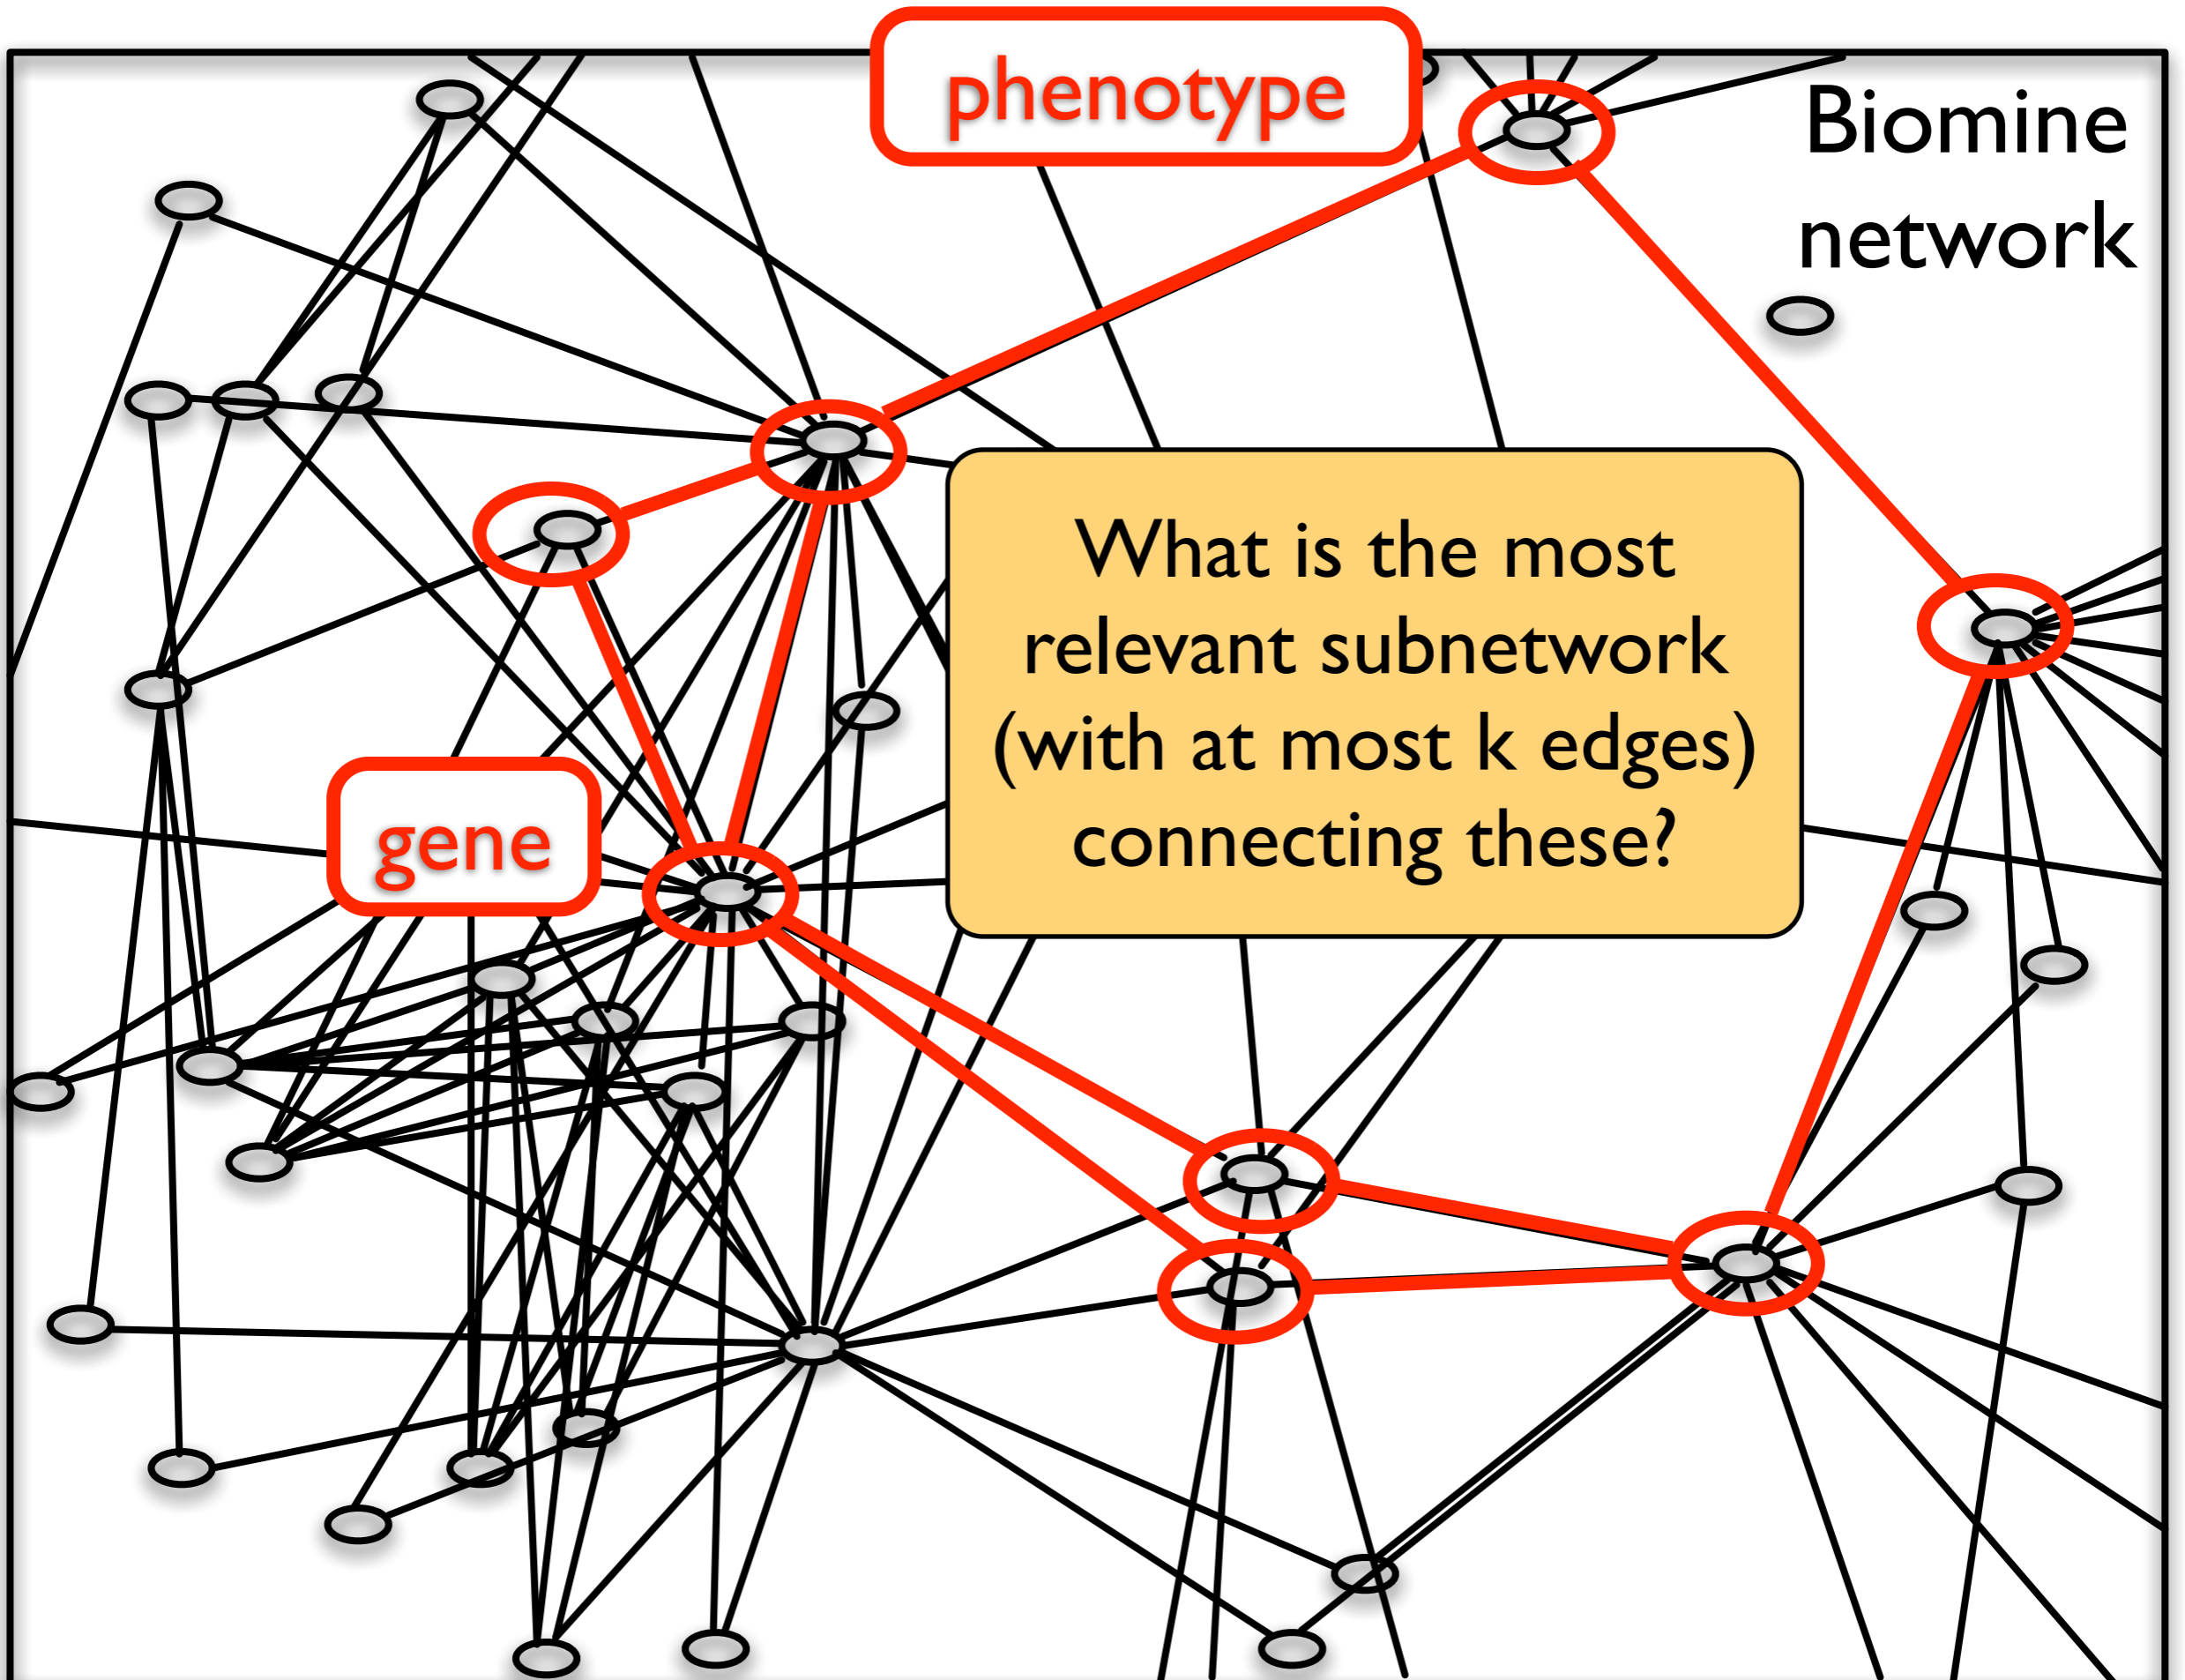 phenotype
Biomine
network
What is the most
relevant subnetwork
(with at most k edges)
connecting these?
gene